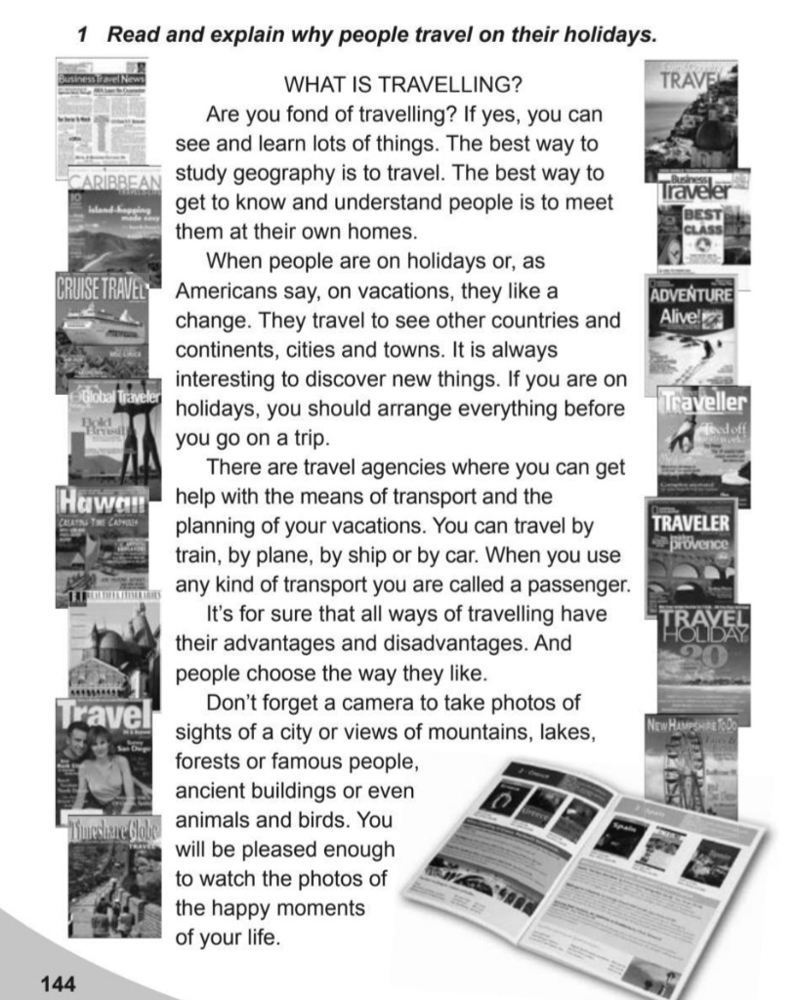 1 Read and explain why people travel on their holidays.
WHAT IS TRAVELLING?
Are you fond of travelling? If yes, you can
see and learn lots of things. The best way to
study geography is to travel. The best way to
get to know and understand people is to meet
them at their own homes.
When people are on holidays or, as
Americans say, on vacations, they like a
change. They travel to see other countries and
continents, cities and towns. It is always
interesting to discover new things. If you are on
holidays, you should arrange everything before
you go on a trip.
There are travel agencies where you can get
help with the means of transport and the
planning of your vacations. You can travel by
train, by plane, by ship or by car. When you use
any kind of transport you are called a passenger.
It's for sure that all ways of travelling have
their advantages and disadvantages. And
people choose the way they like.
Don't forget a camera to take photos of
sights of a city or views of mountains, lakes,
forests or famous people,
ancient buildings or even
animals and birds. You
will be pleased enough
to watch the photos of
the happy moments
of your life.
Business Travel News
CARIBBEAN
Island-hopping
made easy
CRUISE TRAVEL
Global Traveler
Bold
Brasil
Hawaii
Travel
San Diego
Timeshare Globe
TRAVEL
TRAVEL
Business
Traveler
BEST
CLASS
ADVENTURE
Alive!
Traveller
TRAVELER
provence
TRAVEL
HOLIDAY
20
NEW HAMPSHIRE ToDo
Greece
Spain
144